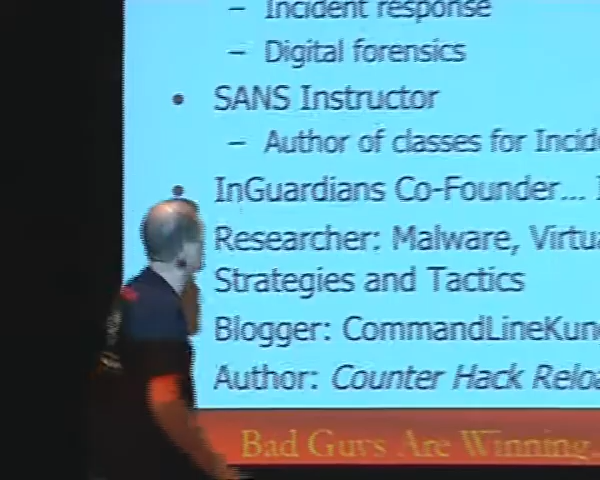 – Incident response
– Digital forensics
• SANS Instructor
– Author of classes for Incid
• InGuardians Co-Founder...
Researcher: Malware, Virtua
Strategies and Tactics
Blogger: CommandLineKun
Author: Counter Hack Reloa
Bad Guys Are Winning